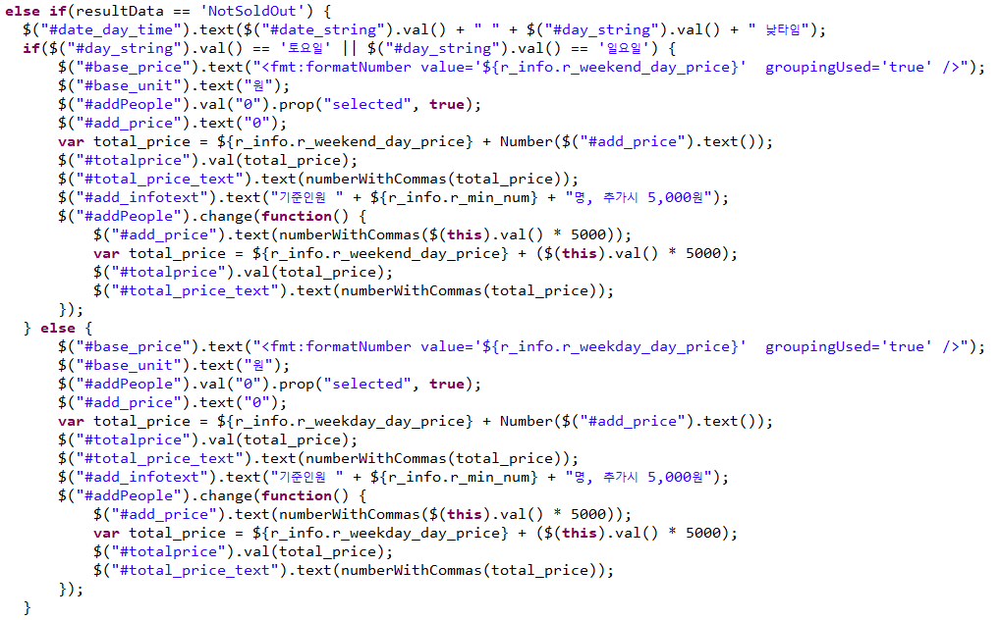 else if(resultData == 'NotSoldOut') {
  $("#date_day_time").text($("#date_string").val() + " " + $("#day_string").val() + " 낮타임");
  if($("#day_string").val() == '토요일' || $("#day_string").val() == '일요일') {
      $("#base_price").text("<fmt:formatNumber value='${r_info.r_weekend_day_price}'  groupingUsed='true' />");
      $("#base_unit").text("원");
      $("#addPeople").val("0").prop("selected", true);
      $("#add_price").text("0");
      var total_price = ${r_info.r_weekend_day_price} + Number($("#add_price").text());
      $("#totalprice").val(total_price);
      $("#total_price_text").text(numberWithCommas(total_price));
      $("#add_infotext").text("기준인원 " + ${r_info.r_min_num} + "명, 추가시 5,000원");
      $("#addPeople").change(function() {
          $("#add_price").text(numberWithCommas($(this).val() * 5000));
          var total_price = ${r_info.r_weekend_day_price} + ($(this).val() * 5000);
          $("#totalprice").val(total_price);
          $("#total_price_text").text(numberWithCommas(total_price));
      });
  } else {
      $("#base_price").text("<fmt:formatNumber value='${r_info.r_weekday_day_price}'  groupingUsed='true' />");
      $("#base_unit").text("원");
      $("#addPeople").val("0").prop("selected", true);
      $("#add_price").text("0");
      var total_price = ${r_info.r_weekday_day_price} + Number($("#add_price").text());
      $("#totalprice").val(total_price);
      $("#total_price_text").text(numberWithCommas(total_price));
      $("#add_infotext").text("기준인원 " + ${r_info.r_min_num} + "명, 추가시 5,000원");
      $("#addPeople").change(function() {
          $("#add_price").text(numberWithCommas($(this).val() * 5000));
          var total_price = ${r_info.r_weekday_day_price} + ($(this).val() * 5000);
          $("#totalprice").val(total_price);
          $("#total_price_text").text(numberWithCommas(total_price));
      });
  }